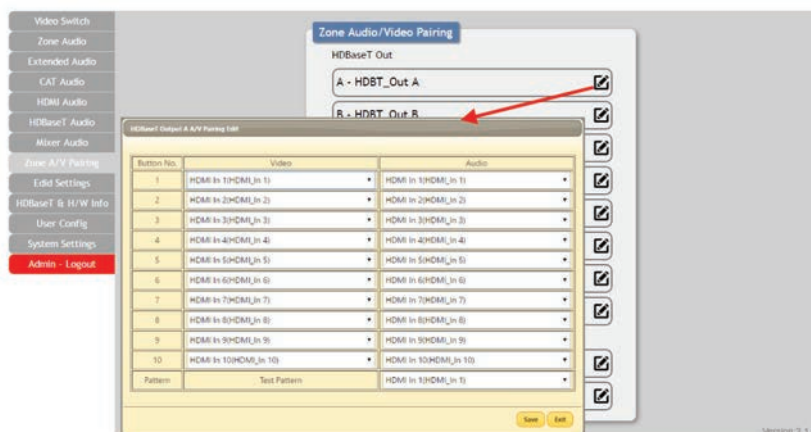 Video Switch
Zone Audio
Extended Audio
CAT Audio
HDMI Audio
HDBaseT Audio
Mixer Audio
Zone A/V Pairing
Edid Settings
HDBaseT & H/W Info
User Config
System Settings
Admin - Logout
Zone Audio/Video Pairing
HDBaseT Out
A - HDBT_Out A
B - HDBT_Out B
HDBaseT Output A A/V Pairing Edit
Button No. Video Audio
1 HDMI In 1(HDMI_In 1) HDMI In 1(HDMI_In 1)
2 HDMI In 2(HDMI_In 2) HDMI In 2(HDMI_In 2)
3 HDMI In 3(HDMI_In 3) HDMI In 3(HDMI_In 3)
4 HDMI In 4(HDMI_In 4) HDMI In 4(HDMI_In 4)
5 HDMI In 5(HDMI_In 5) HDMI In 5(HDMI_In 5)
6 HDMI In 6(HDMI_In 6) HDMI In 6(HDMI_In 6)
7 HDMI In 7(HDMI_In 7) HDMI In 7(HDMI_In 7)
8 HDMI In 8(HDMI_In 8) HDMI In 8(HDMI_In 8)
9 HDMI In 9(HDMI_In 9) HDMI In 9(HDMI_In 9)
10 HDMI In 10(HDMI_In 10) HDMI In 10(HDMI_In 10)
Pattern Test Pattern HDMI In 1(HDMI_In 1)
Save Exit